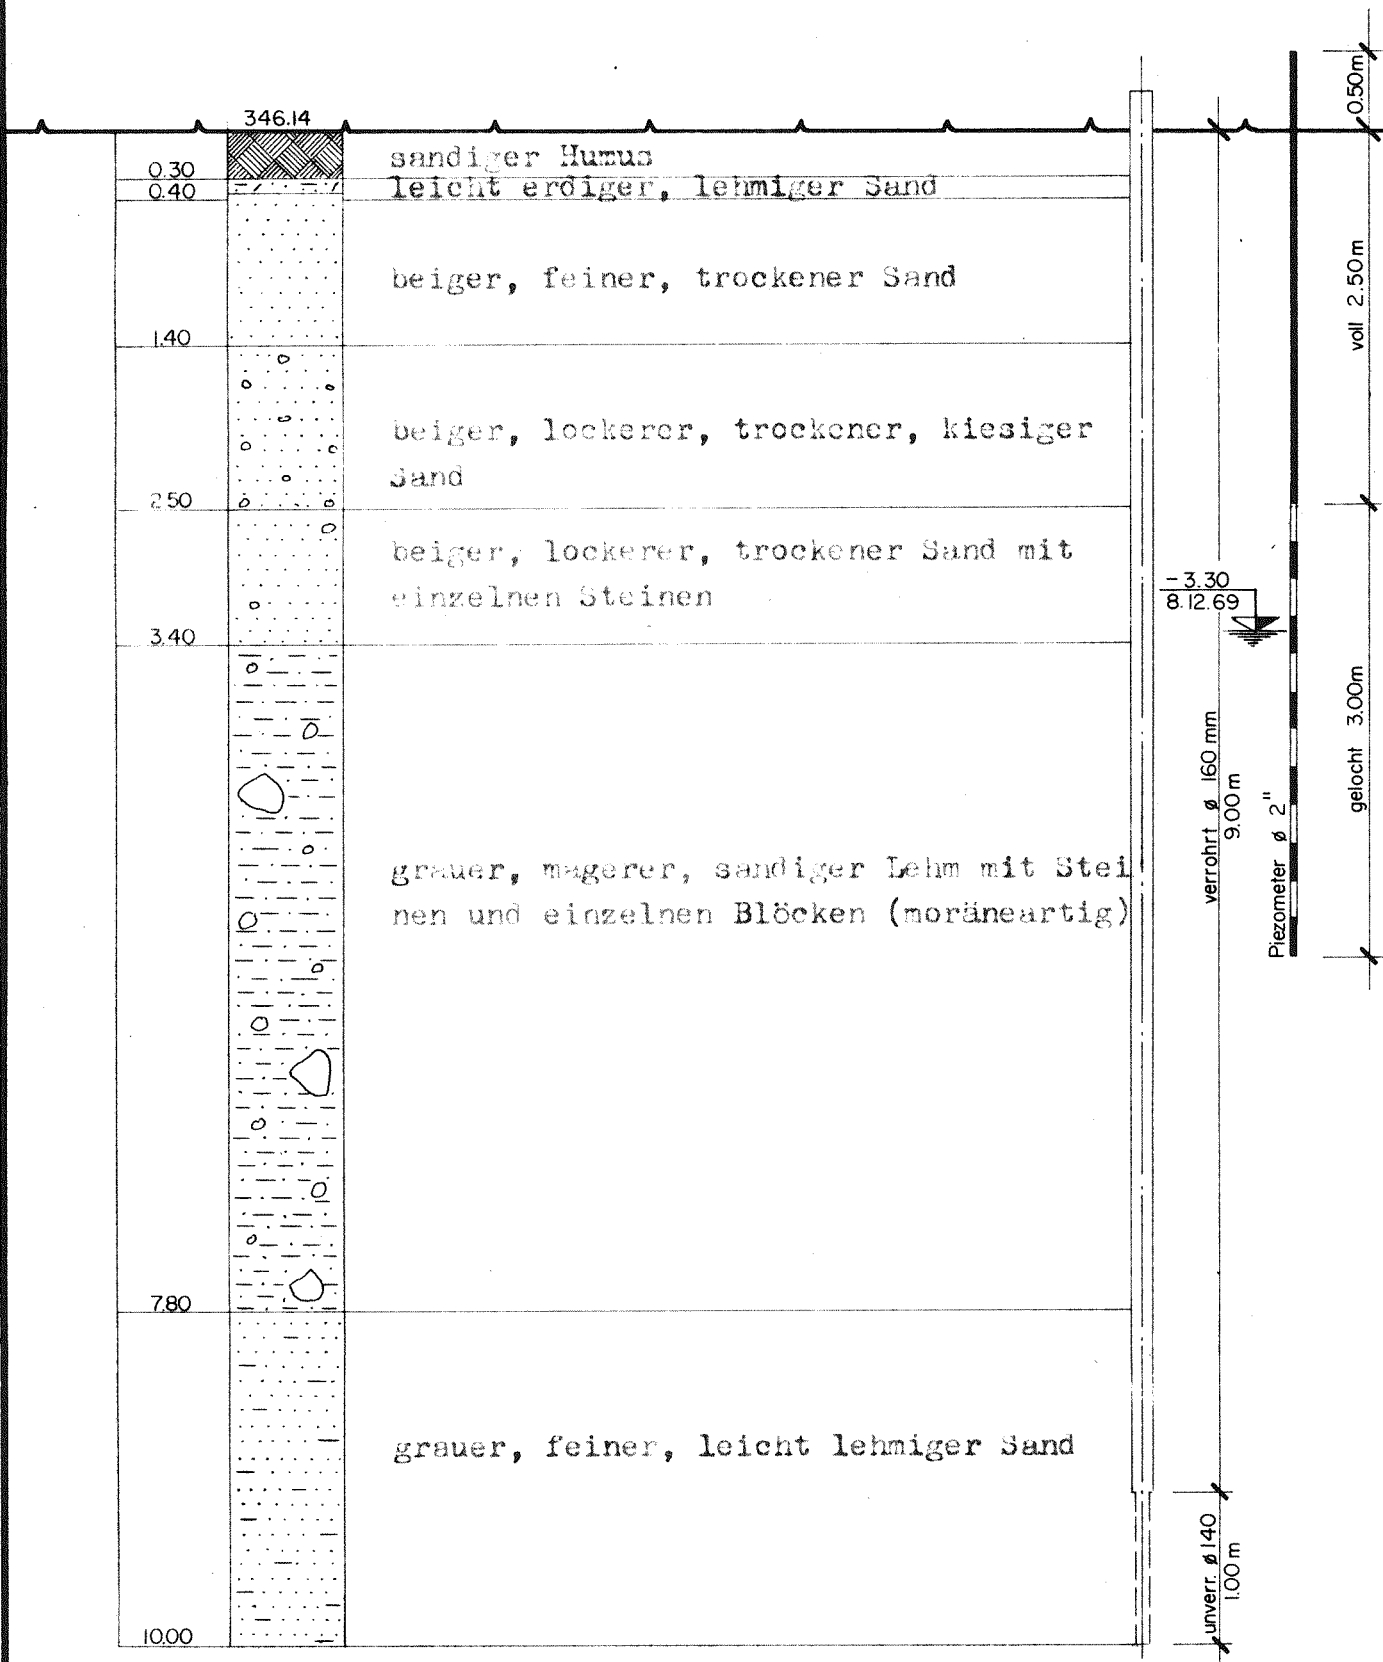 346.14
0.50m
sandiger Humus
0.30
leicht erdiger, lehmiger Sand
0.40
beiger, feiner, trockener Sand
voll 2.50m
1.40
beiger, lockerer, trockener, kiesiger
Sand
2.50
beiger, lockerer, trockener Sand mit
einzelnen Steinen
-3.30
8.12.69
3.40
verrohrt ø 160 mm
9.00m
Piezometer ø 2"
gelocht 3.00m
grauer, magerer, sandiger Lehm mit Stei
nen und einzelnen Blöcken (moräneartig)
7.80
grauer, feiner, leicht lehmiger Sand
unverr. ø 140
1.00 m
10.00